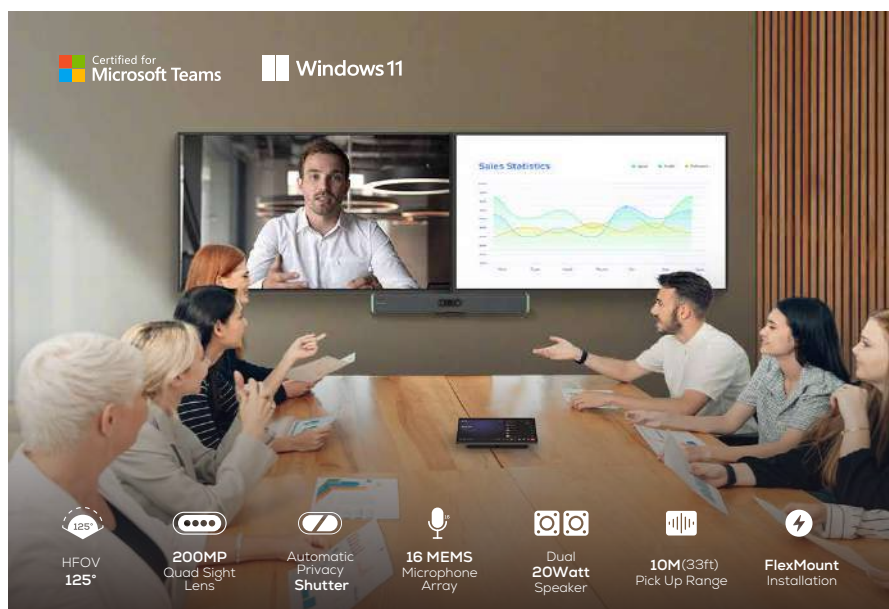 Certified for
Microsoft Teams
Windows 11
Sales Statistics
125°
16
HFOV
125°
200MP
Quad Sight
Lens
Automatic
Privacy
Shutter
16 MEMS
Microphone
Array
Dual
20Watt
Speaker
10M(33ft)
Pick Up Range
FlexMount
Installation